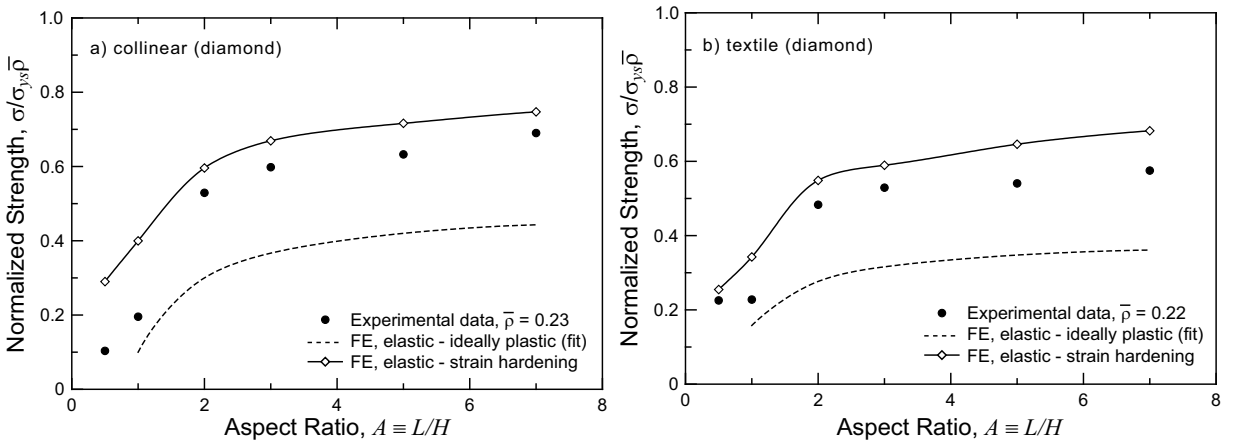 a) collinear (diamond)
Normalized Strength, σ/σ_ys ρ̅
1.0
0.8
0.6
0.4
0.2
0
Experimental data, ρ̅ = 0.23
FE, elastic - ideally plastic (fit)
FE, elastic - strain hardening
0 2 4 6 8
Aspect Ratio, A ≡ L/H
b) textile (diamond)
Normalized Strength, σ/σ_ys ρ̅
1.0
0.8
0.6
0.4
0.2
0
Experimental data, ρ̅ = 0.22
FE, elastic - ideally plastic (fit)
FE, elastic - strain hardening
0 2 4 6 8
Aspect Ratio, A ≡ L/H